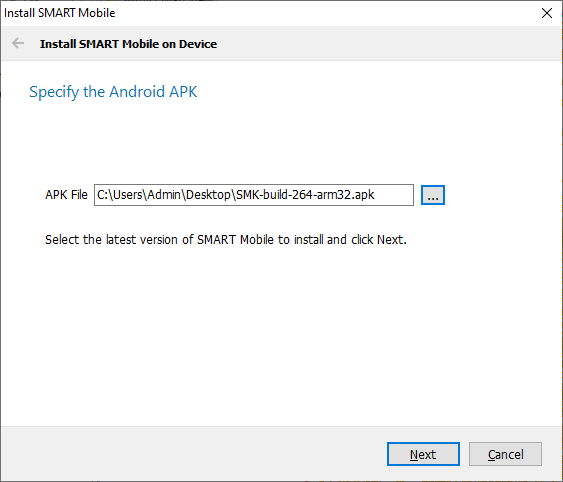 Install SMART Mobile
Install SMART Mobile on Device
Specify the Android APK
APK File C:\Users\Admin\Desktop\SMK-build-264-arm32.apk ...
Select the latest version of SMART Mobile to install and click Next.
Next Cancel